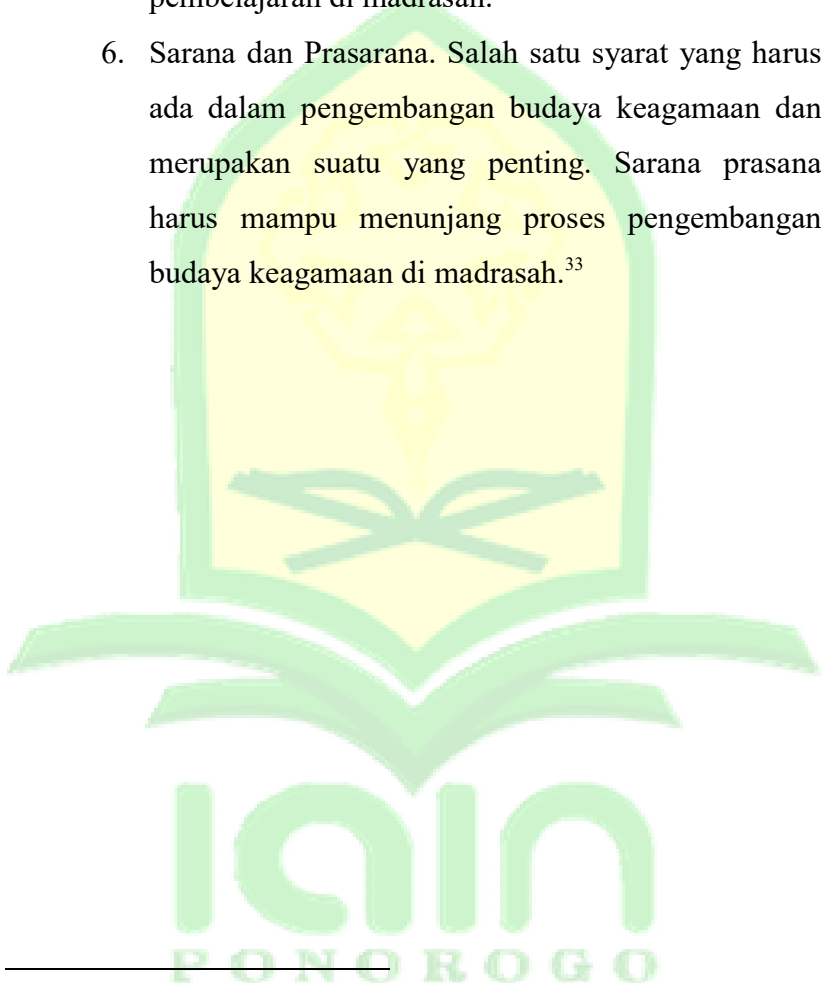 pembelajaran di madrasah.
6. Sarana dan Prasarana. Salah satu syarat yang harus
ada dalam pengembangan budaya keagamaan dan
merupakan suatu yang penting. Sarana prasana
harus mampu menunjang proses pengembangan
budaya keagamaan di madrasah.33
iain
PONOROGO